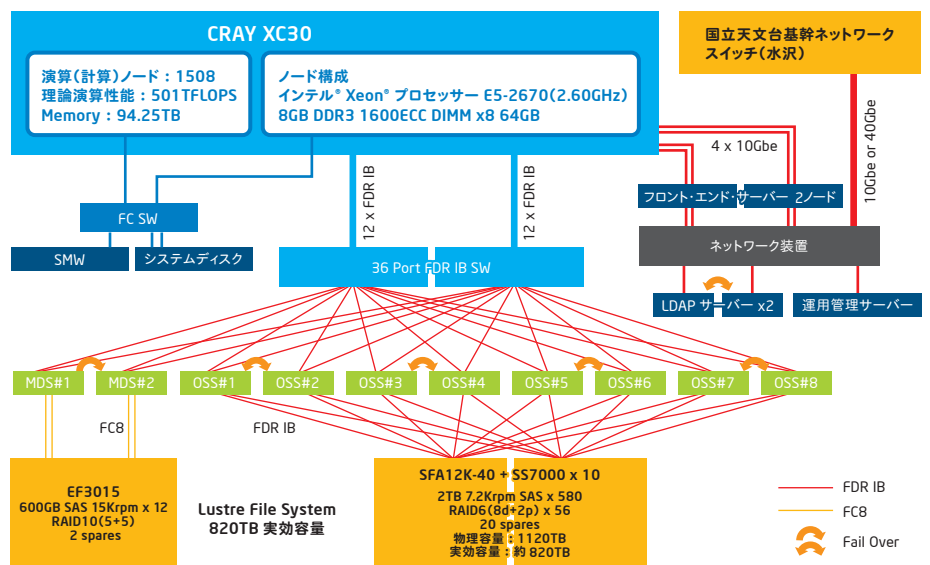 CRAY XC30
演算(計算)ノード：1508
理論演算性能：501TFLOPS
Memory：94.25TB
ノード構成
インテル® Xeon® プロセッサー E5-2670(2.60GHz)
8GB DDR3 1600ECC DIMM x8 64GB
国立天文台基幹ネットワーク
スイッチ(水沢)
4 x 10Gbe
10Gbe or 40Gbe
フロント・エンド・サーバー 2ノード
ネットワーク装置
LDAP サーバー x2
運用管理サーバー
FC SW
SMW
システムディスク
12 x FDR IB
12 x FDR IB
36 Port FDR IB SW
MDS#1
MDS#2
OSS#1
OSS#2
OSS#3
OSS#4
OSS#5
OSS#6
OSS#7
OSS#8
FC8
FDR IB
EF3015
600GB SAS 15Krpm x 12
RAID10(5+5)
2 spares
Lustre File System
820TB 実効容量
SFA12K-40 + SS7000 x 10
2TB 7.2Krpm SAS x 580
RAID6(8d+2p) x 56
20 spares
物理容量：1120TB
実効容量：約 820TB
FDR IB
FC8
Fail Over